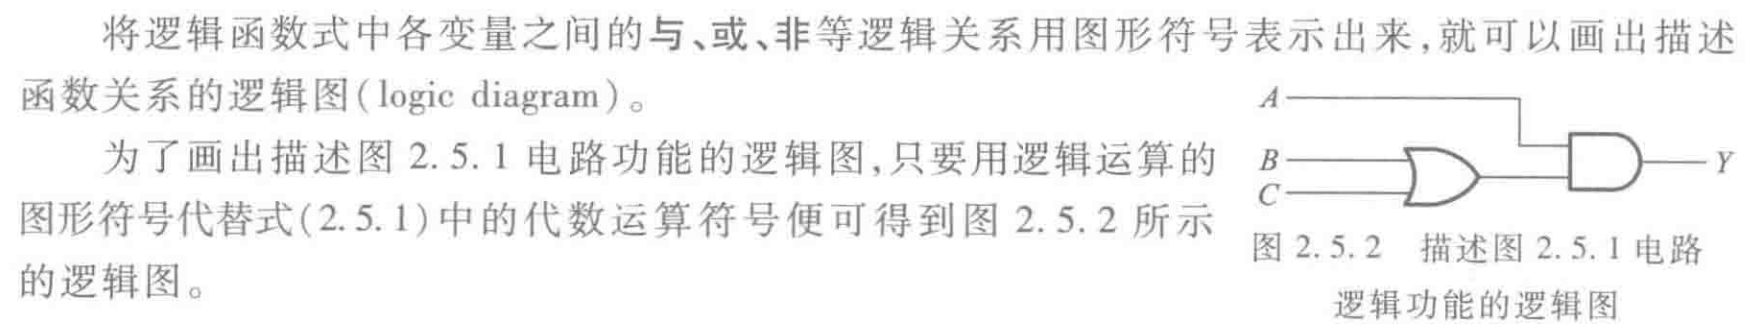 将逻辑函数式中各变量之间的与、或、非等逻辑关系用图形符号表示出来,就可以画出描述
函数关系的逻辑图(logic diagram)。
为了画出描述图 2.5.1 电路功能的逻辑图,只要用逻辑运算的
图形符号代替式(2.5.1)中的代数运算符号便可得到图 2.5.2 所示
的逻辑图。
A
B
C
Y
图 2.5.2 描述图 2.5.1 电路
逻辑功能的逻辑图